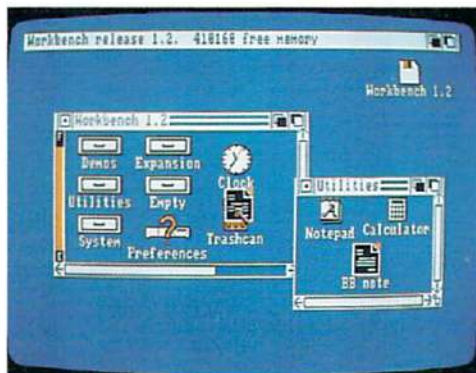 Workbench release 1.2.  418168 free memory
Workbench 1.2
Workbench 1.2
Demos Expansion Clock
Utilities Empty
System Preferences Trashcan
Utilities
Notepad Calculator
BB note